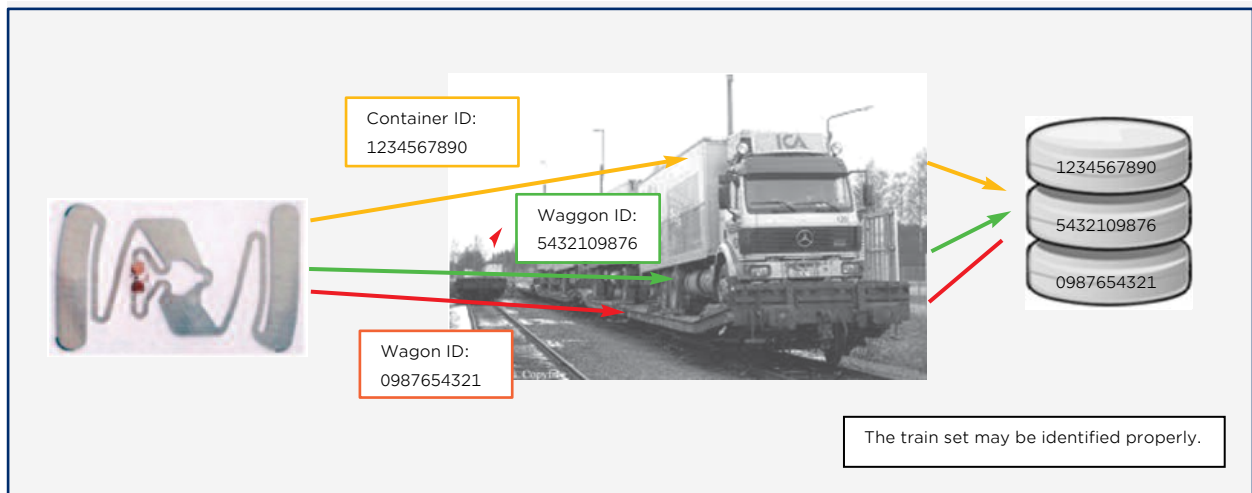 Container ID:
1234567890
ICA
Waggon ID:
5432109876
Wagon ID:
0987654321
1234567890
5432109876
0987654321
The train set may be identified properly.